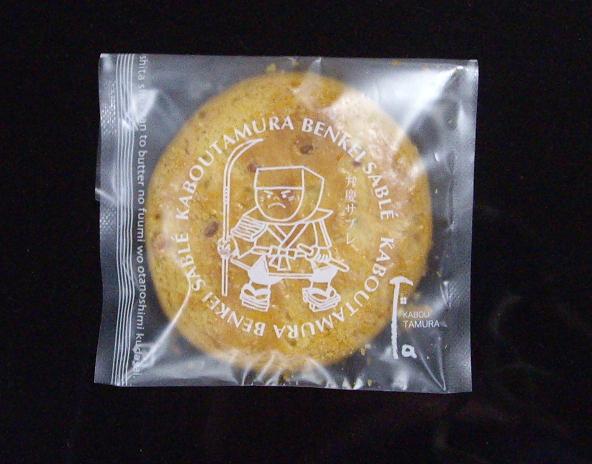 KABOUTAMURA BENKEI SABLÉ KABOUTAMURA BENKEI SABLÉ
弁慶サブレ
KABOU
TAMURA
to butter no fuumi wo otanoshimi